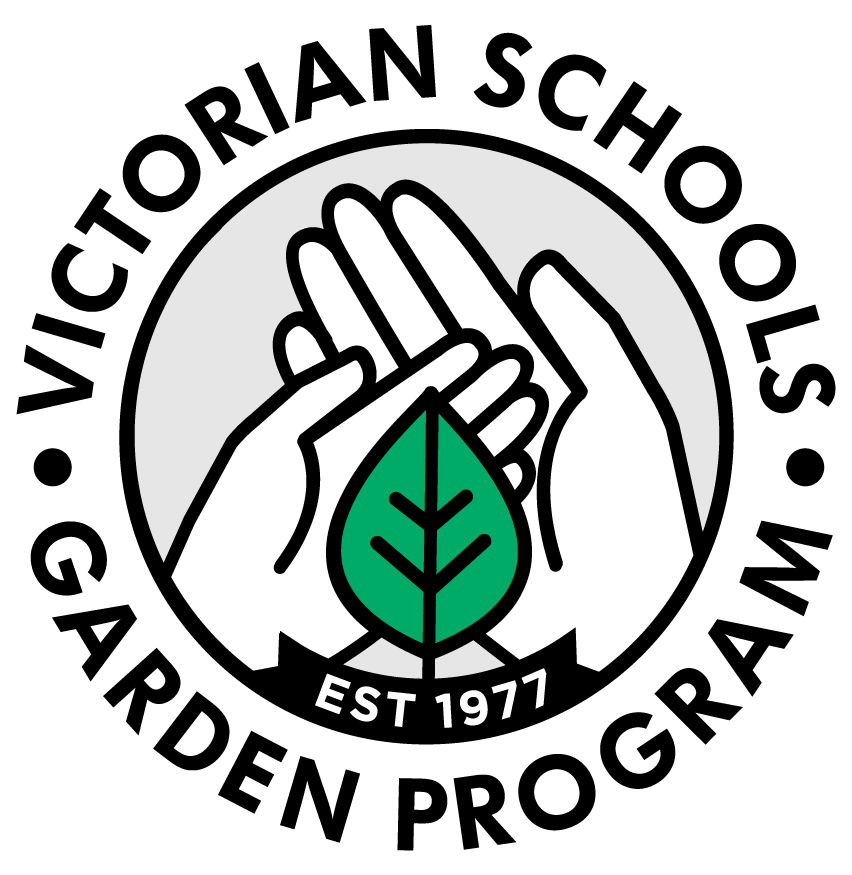 VICTORIAN SCHOOLS
GARDEN PROGRAM
EST 1977